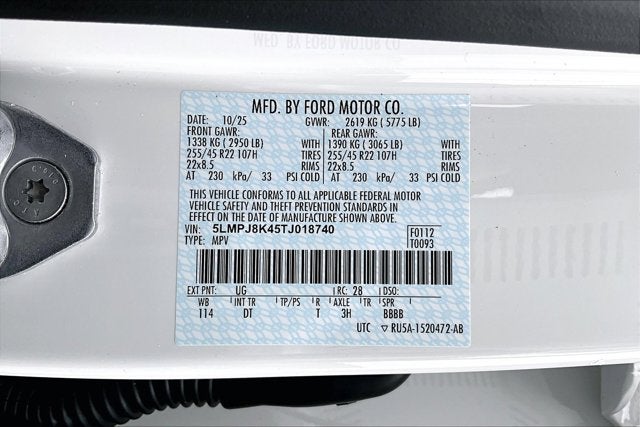 MFD. BY FORD MOTOR CO.
DATE: 10/25 GVWR: 2619 KG ( 5775 LB)
FRONT GAWR: REAR GAWR:
1338 KG ( 2950 LB) WITH 1390 KG ( 3065 LB) WITH
255/45 R22 107H TIRES 255/45 R22 107H TIRES
22x8.5 RIMS 22x8.5 RIMS
AT 230 kPa/ 33 PSI COLD AT 230 kPa/ 33 PSI COLD
THIS VEHICLE CONFORMS TO ALL APPLICABLE FEDERAL MOTOR
VEHICLE SAFETY AND THEFT PREVENTION STANDARDS IN
EFFECT ON THE DATE OF MANUFACTURE SHOWN ABOVE.
VIN: 5LMPJ8K45TJ018740 F0112
TYPE: MPV T0093
EXT PNT: UG RC: 28 DSO:
WB INT TR TP/PS R AXLE TR SPR
114 DT T 3H BBBB
UTC ▽ RU5A-1520472-AB